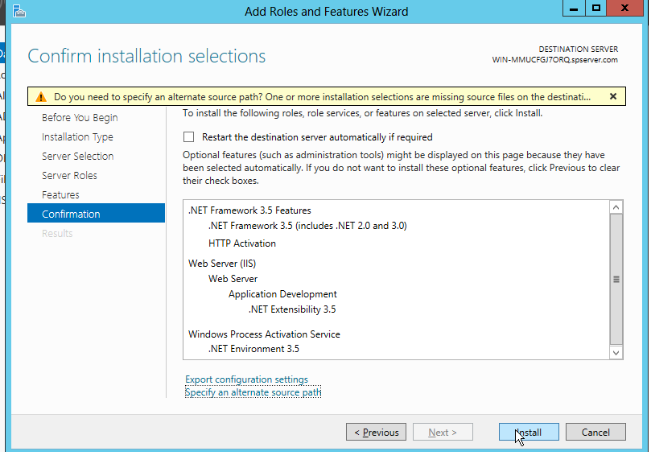 Add Roles and Features Wizard
Confirm installation selections
DESTINATION SERVER
WIN-MMUCFGJ7ORQ.spserver.com
Do you need to specify an alternate source path? One or more installation selections are missing source files on the destinati...
Before You Begin
Installation Type
Server Selection
Server Roles
Features
Confirmation
Results
To install the following roles, role services, or features on selected server, click Install.
Restart the destination server automatically if required
Optional features (such as administration tools) might be displayed on this page because they have
been selected automatically. If you do not want to install these optional features, click Previous to clear
their check boxes.
.NET Framework 3.5 Features
.NET Framework 3.5 (includes .NET 2.0 and 3.0)
HTTP Activation
Web Server (IIS)
Web Server
Application Development
.NET Extensibility 3.5
Windows Process Activation Service
.NET Environment 3.5
Export configuration settings
Specify an alternate source path
< Previous
Next >
Install
Cancel